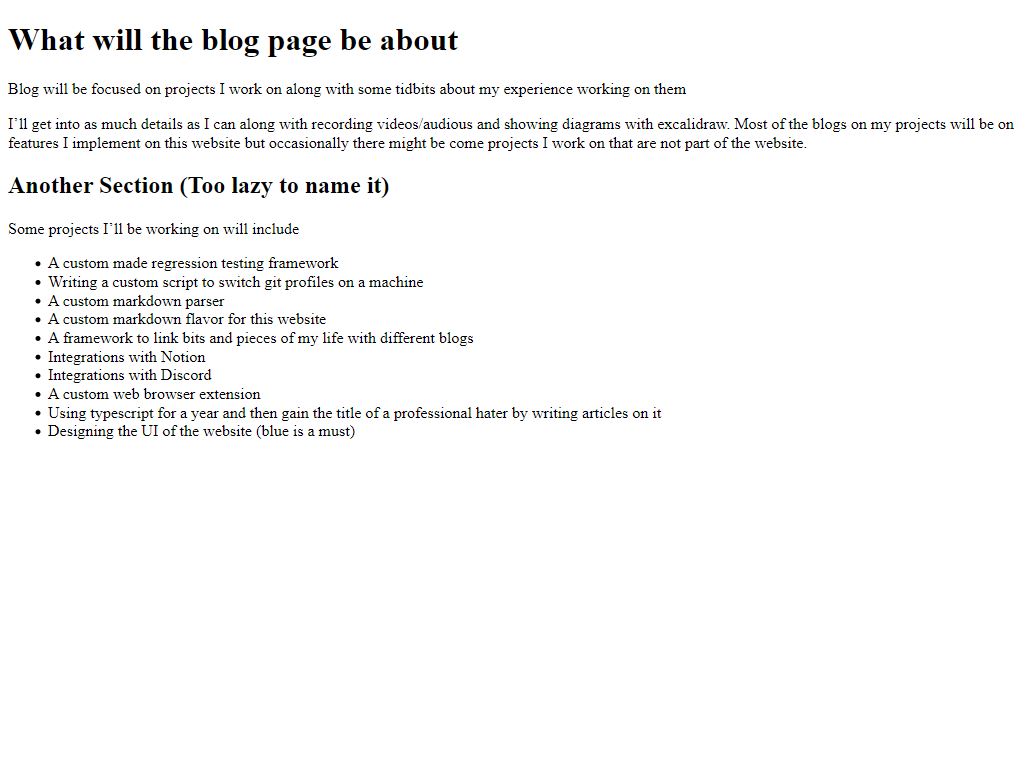 What will the blog page be about
Blog will be focused on projects I work on along with some tidbits about my experience working on them
I'll get into as much details as I can along with recording videos/audious and showing diagrams with excalidraw. Most of the blogs on my projects will be on
features I implement on this website but occasionally there might be come projects I work on that are not part of the website.
Another Section (Too lazy to name it)
Some projects I'll be working on will include
• A custom made regression testing framework
• Writing a custom script to switch git profiles on a machine
• A custom markdown parser
• A custom markdown flavor for this website
• A framework to link bits and pieces of my life with different blogs
• Integrations with Notion
• Integrations with Discord
• A custom web browser extension
• Using typescript for a year and then gain the title of a professional hater by writing articles on it
• Designing the UI of the website (blue is a must)